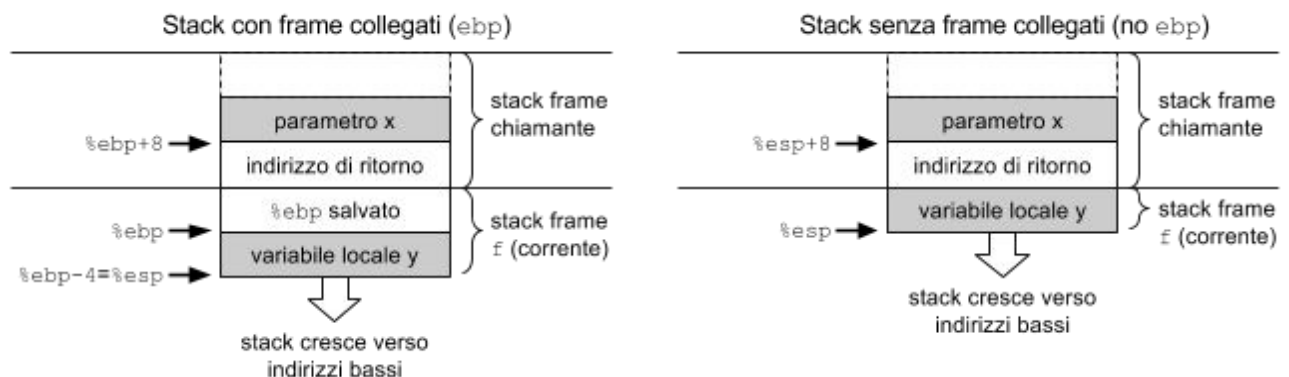 Stack con frame collegati (ebp)
parametro x
%ebp+8
indirizzo di ritorno
stack frame
chiamante
%ebp salvato
%ebp
variabile locale y
%ebp-4=%esp
stack frame
f (corrente)
stack cresce verso
indirizzi bassi
Stack senza frame collegati (no ebp)
parametro x
%esp+8
indirizzo di ritorno
stack frame
chiamante
variabile locale y
%esp
stack frame
f (corrente)
stack cresce verso
indirizzi bassi